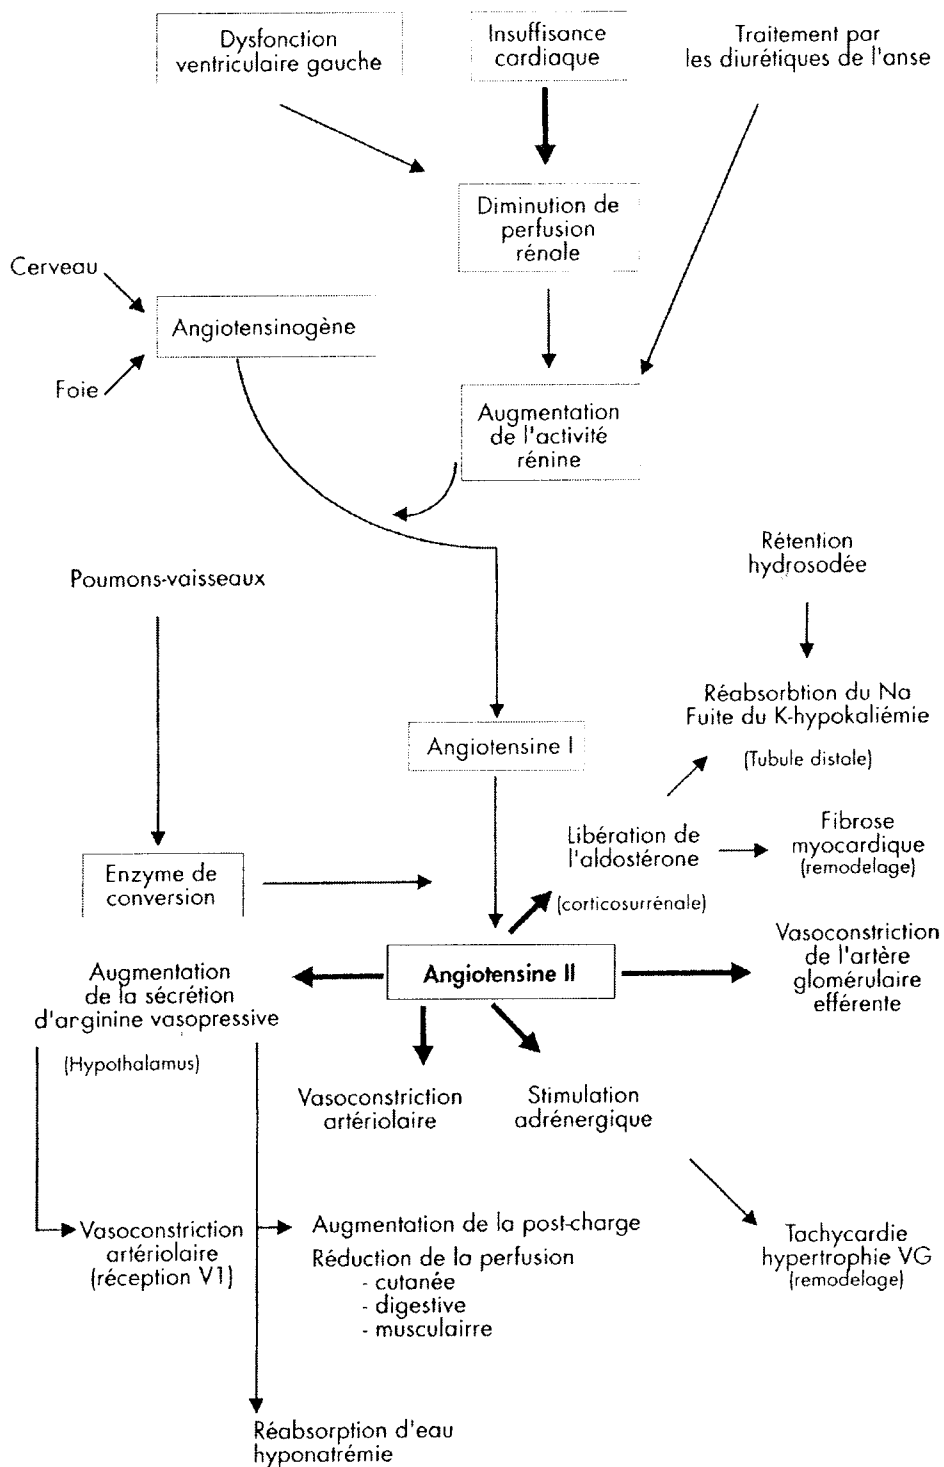 Dysfonction
ventriculaire gauche
Insuffisance
cardiaque
Traitement par
les diurétiques de l'anse
Diminution de
perfusion
rénale
Cerveau
Angiotensinogène
Foie
Augmentation
de l'activité
rénine
Rétention
hydrosodée
Poumons-vaisseaux
Réabsorbtion du Na
Fuite du K-hypokaliémie
(Tubule distale)
Angiotensine I
Libération de
l'aldostérone
(corticosurrénale)
Fibrose
myocardique
(remodelage)
Enzyme de
conversion
Vasoconstriction
de l'artère
glomérulaire
efférente
Angiotensine II
Augmentation
de la sécrétion
d'arginine vasopressive
(Hypothalamus)
Vasoconstriction
artériolaire
Stimulation
adrénergique
Vasoconstriction
artériolaire
(réception V1)
Augmentation de la post-charge
Réduction de la perfusion
- cutanée
- digestive
- musculairre
Tachycardie
hypertrophie VG
(remodelage)
Réabsorption d'eau
hyponatrémie